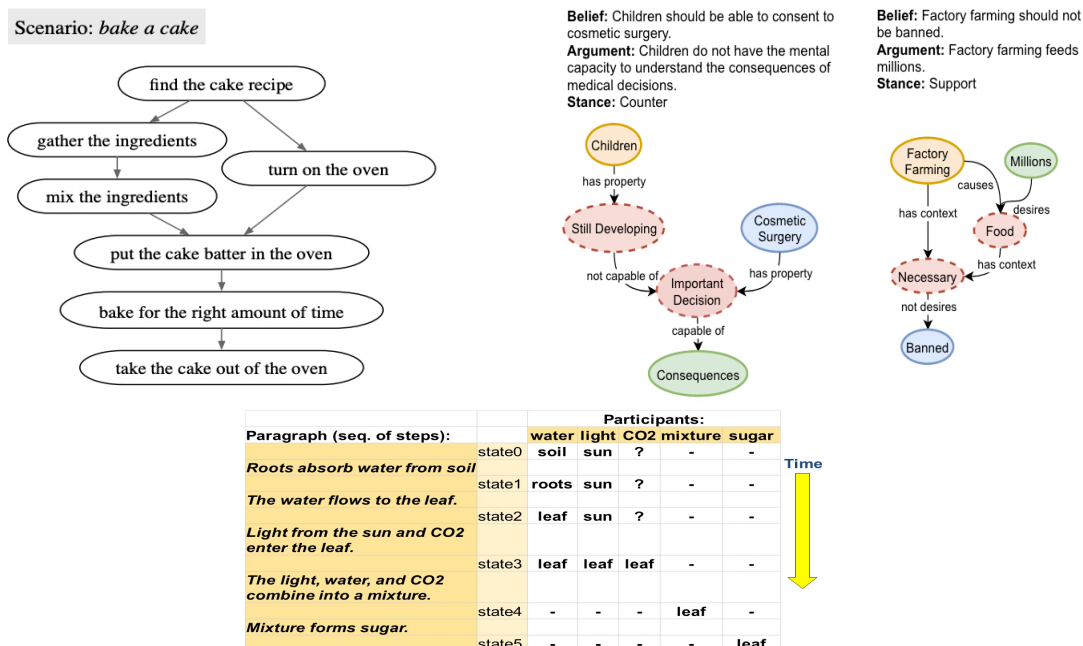 Scenario: bake a cake
find the cake recipe
gather the ingredients
turn on the oven
mix the ingredients
put the cake batter in the oven
bake for the right amount of time
take the cake out of the oven
Belief: Children should be able to consent to
cosmetic surgery.
Argument: Children do not have the mental
capacity to understand the consequences of
medical decisions.
Stance: Counter
Children
has property
Still Developing
Cosmetic
Surgery
not capable of
has property
Important
Decision
capable of
Consequences
Belief: Factory farming should not
be banned.
Argument: Factory farming feeds
millions.
Stance: Support
Factory
Farming
Millions
causes
has context
desires
Food
has context
Necessary
not desires
Banned
Participants:
Paragraph (seq. of steps): water light CO2 mixture sugar
state0 soil sun ? - -
Roots absorb water from soil
state1 roots sun ? - -
The water flows to the leaf.
state2 leaf sun ? - -
Light from the sun and CO2
enter the leaf.
state3 leaf leaf leaf - -
The light, water, and CO2
combine into a mixture.
state4 - - - leaf -
Mixture forms sugar.
state5 - - - - leaf
Time